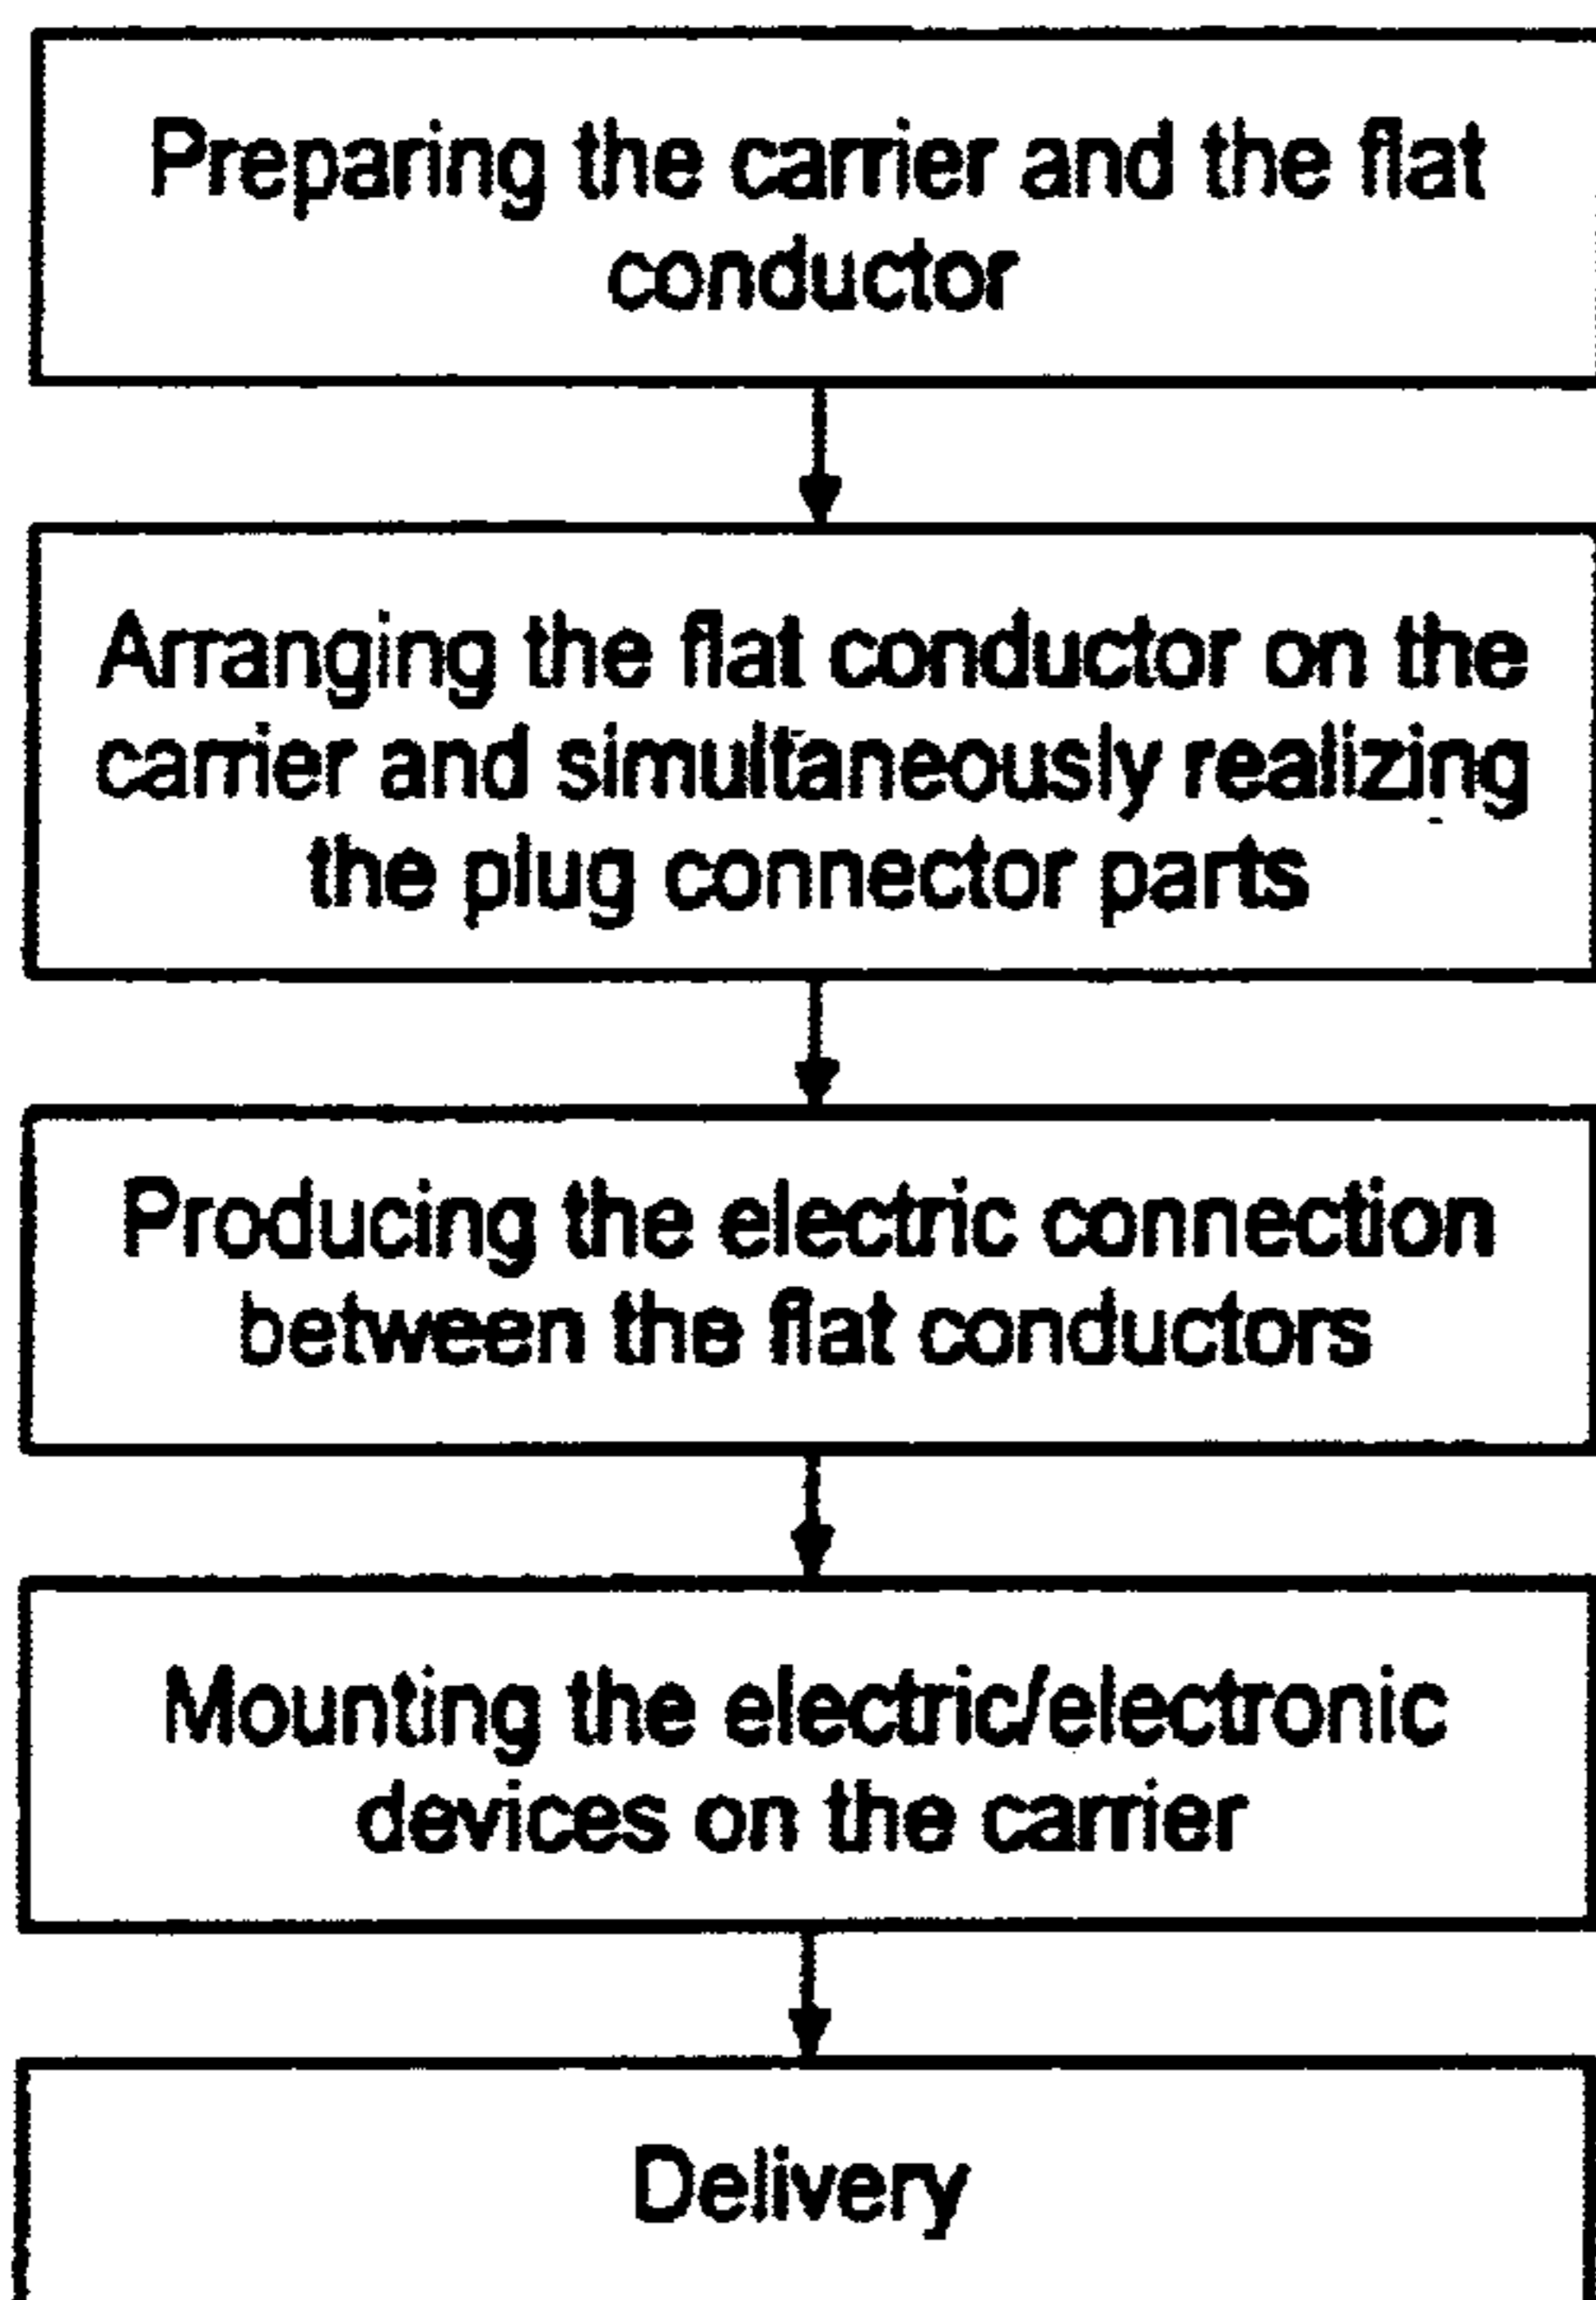 Preparing the carrier and the flat
conductor
Arranging the flat conductor on the
carrier and simultaneously realizing
the plug connector parts
Producing the electric connection
between the flat conductors
Mounting the electric/electronic
devices on the carrier
Delivery